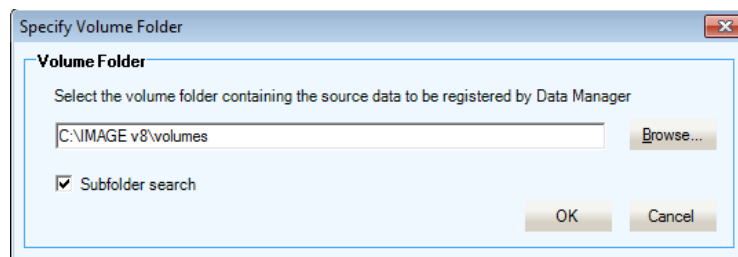 Specify Volume Folder
Volume Folder
Select the volume folder containing the source data to be registered by Data Manager
C:\IMAGE v8\volumes
Browse...
Subfolder search
OK Cancel